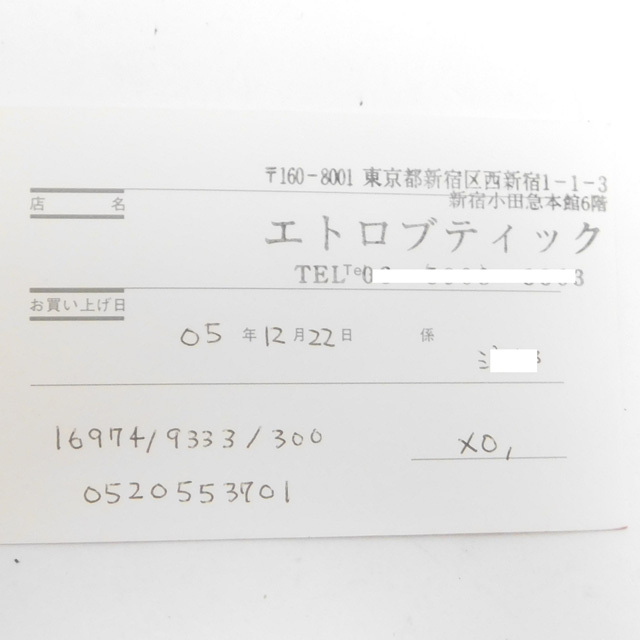 〒160-8001 東京都新宿区西新宿1-1-3
新宿小田急本館6階
店 名
エトロブティック
TEL Tel
お買い上げ日
05 年 12 月 22 日 係
16974/9333/300 XO,
0520553701